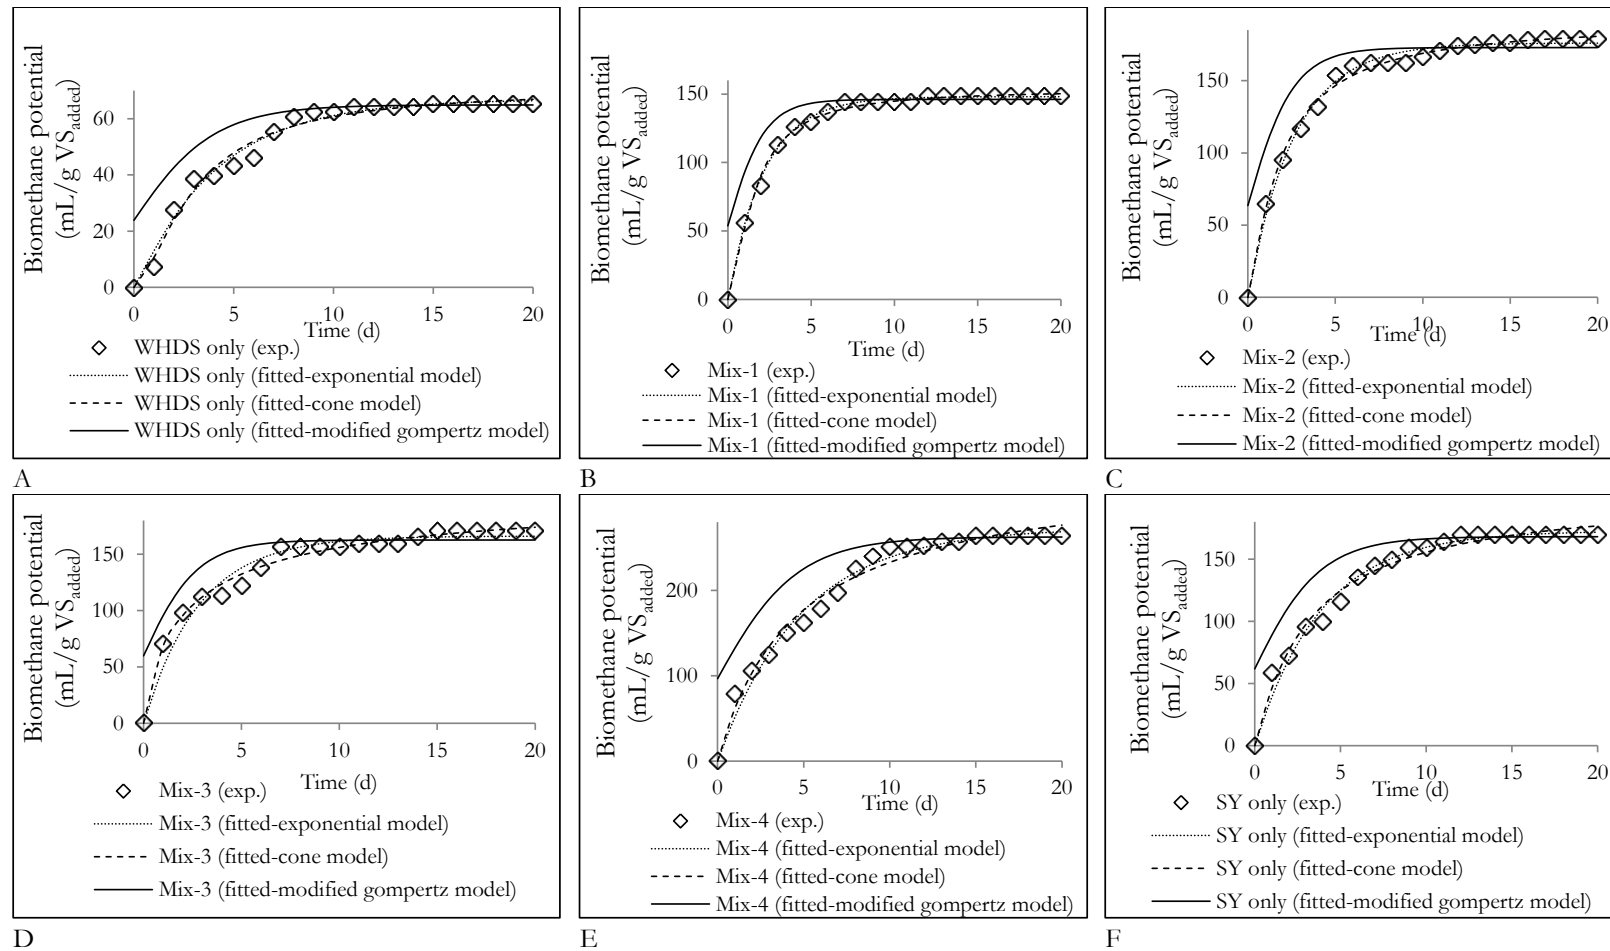 Biomethane potential
(mL/g VSadded)
60
40
20
0
0 5 10 15 20
Time (d)
WHDS only (exp.)
WHDS only (fitted-exponential model)
WHDS only (fitted-cone model)
WHDS only (fitted-modified gompertz model)
A
Biomethane potential
(mL/g VSadded)
150
100
50
0
0 5 10 15 20
Time (d)
Mix-1 (exp.)
Mix-1 (fitted-exponential model)
Mix-1 (fitted-cone model)
Mix-1 (fitted-modified gompertz model)
B
Biomethane potential
(mL/g VSadded)
150
100
50
0
0 5 10 15 20
Time (d)
Mix-2 (exp.)
Mix-2 (fitted-exponential model)
Mix-2 (fitted-cone model)
Mix-2 (fitted-modified gompertz model)
C
Biomethane potential
(mL/g VSadded)
150
100
50
0
0 5 10 15 20
Time (d)
Mix-3 (exp.)
Mix-3 (fitted-exponential model)
Mix-3 (fitted-cone model)
Mix-3 (fitted-modified gompertz model)
D
Biomethane potential
(mL/g VSadded)
200
100
0
0 5 10 15 20
Time (d)
Mix-4 (exp.)
Mix-4 (fitted-exponential model)
Mix-4 (fitted-cone model)
Mix-4 (fitted-modified gompertz model)
E
Biomethane potential
(mL/g VSadded)
150
100
50
0
0 5 10 15 20
Time (d)
SY only (exp.)
SY only (fitted-exponential model)
SY only (fitted-cone model)
SY only (fitted-modified gompertz model)
F